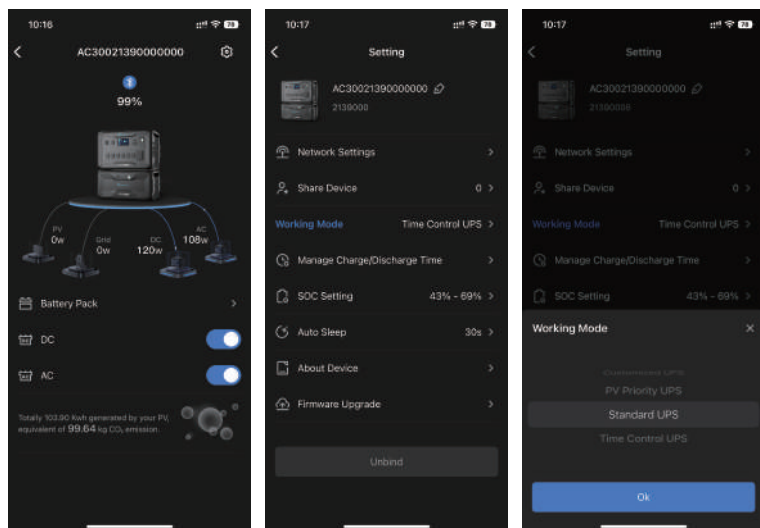 10:16
78
AC30021390000000
99%
PV
0w
Grid
0w
DC
120w
AC
108w
Battery Pack
DC
AC
Totally 103.90 Kwh generated by your PV,
equivalent of 99.64 kg CO₂ emission.
10:17
78
Setting
AC30021390000000
2139000
Network Settings
Share Device 0
Working Mode Time Control UPS
Manage Charge/Discharge Time
SOC Setting 43% - 69%
Auto Sleep 30s
About Device
Firmware Upgrade
Unbind
10:17
78
Setting
AC30021390000000
Network Settings
Share Device 0
Working Mode Time Control UPS
Manage Charge/Discharge Time
SOC Setting 43% - 69%
Working Mode
Customized UPS
PV Priority UPS
Standard UPS
Time Control UPS
Ok